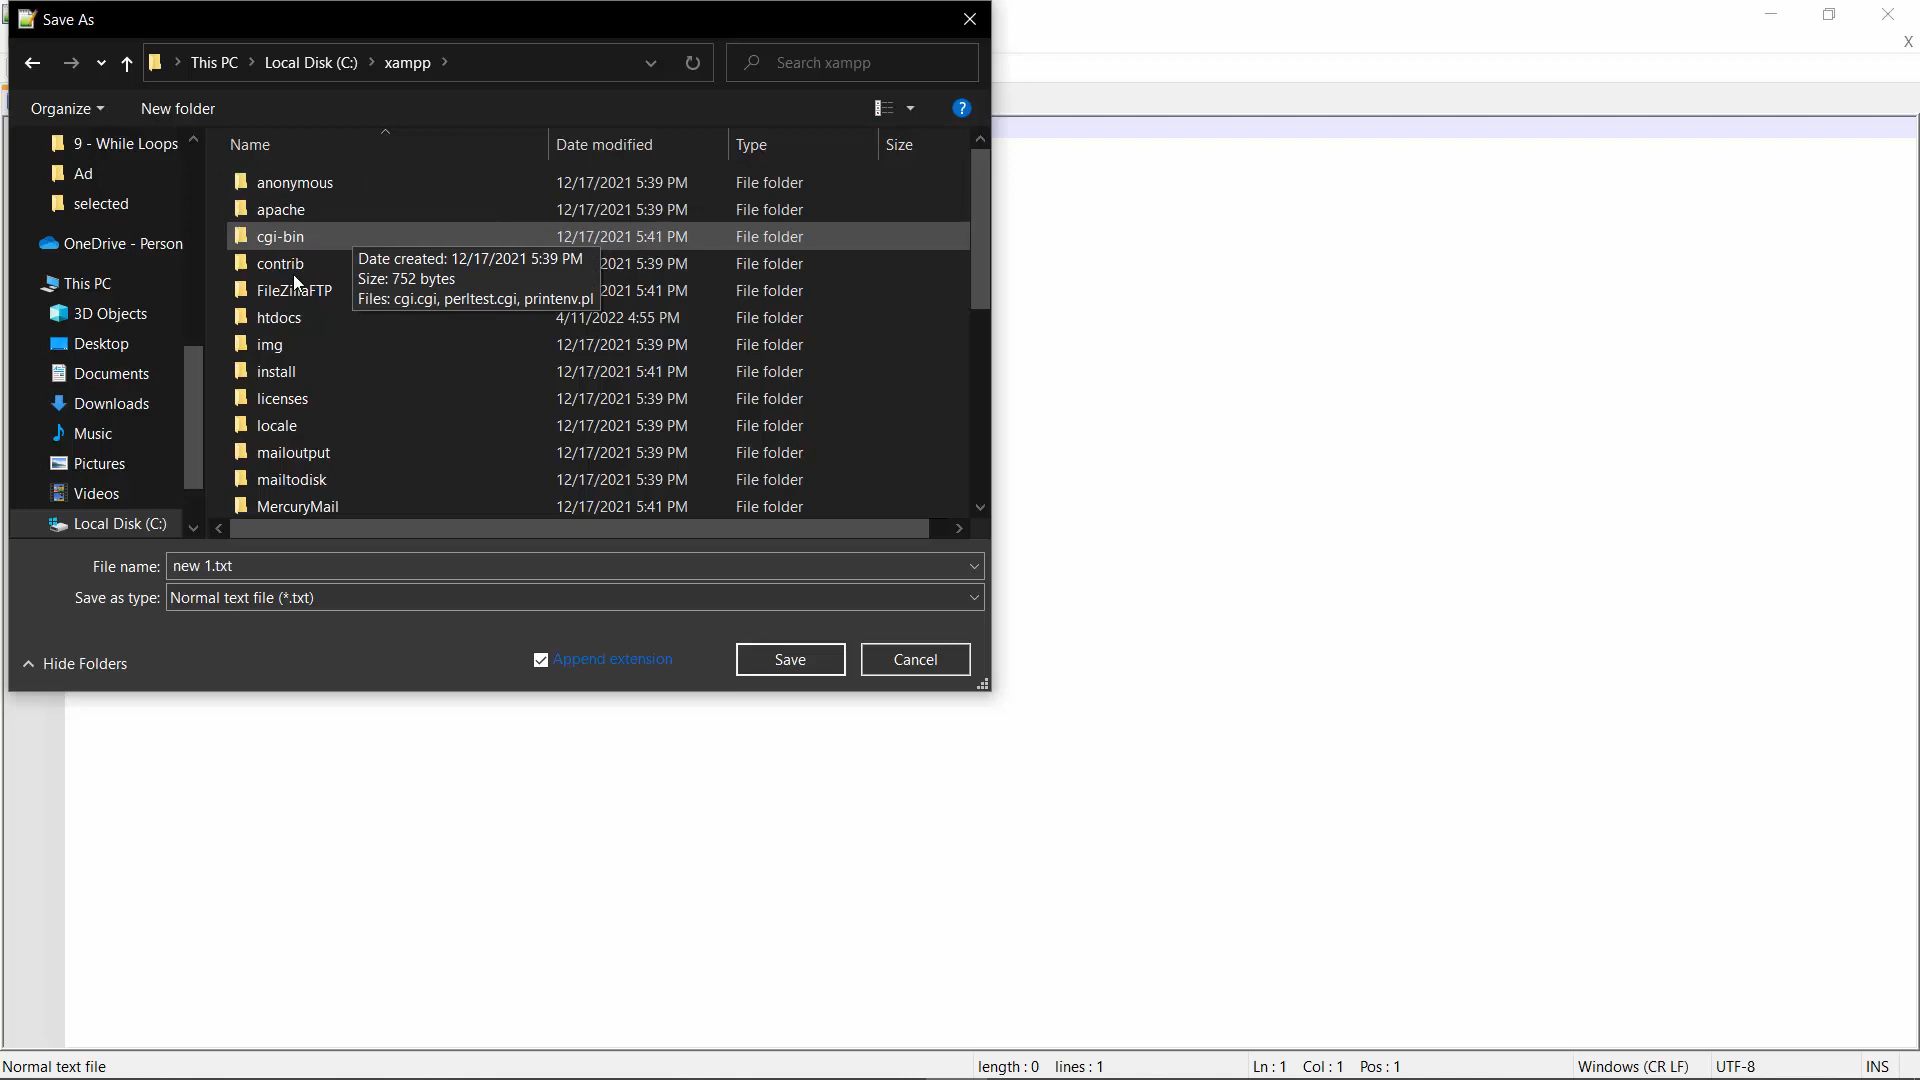 Save As
X
This PC
Local Disk (C:)
xampp
Search xampp
Organize
New folder
?
Name
Date modified
Type
Size
9 - While Loops
Ad
selected
OneDrive - Person
This PC
3D Objects
Desktop
Documents
Downloads
Music
Pictures
Videos
Local Disk (C:)
anonymous 12/17/2021 5:39 PM File folder
apache 12/17/2021 5:39 PM File folder
cgi-bin 12/17/2021 5:41 PM File folder
contrib 2021 5:39 PM File folder
FileZillaFTP 2021 5:41 PM File folder
htdocs 4/11/2022 4:55 PM File folder
img 12/17/2021 5:39 PM File folder
install 12/17/2021 5:41 PM File folder
licenses 12/17/2021 5:39 PM File folder
locale 12/17/2021 5:39 PM File folder
mailoutput 12/17/2021 5:39 PM File folder
mailtodisk 12/17/2021 5:39 PM File folder
MercuryMail 12/17/2021 5:41 PM File folder
Date created: 12/17/2021 5:39 PM
Size: 752 bytes
Files: cgi.cgi, perltest.cgi, printenv.pl
File name: new 1.txt
Save as type: Normal text file (*.txt)
Hide Folders
Append extension
Save
Cancel
Normal text file
length : 0 lines : 1
Ln : 1 Col : 1 Pos : 1
Windows (CR LF)
UTF-8
INS